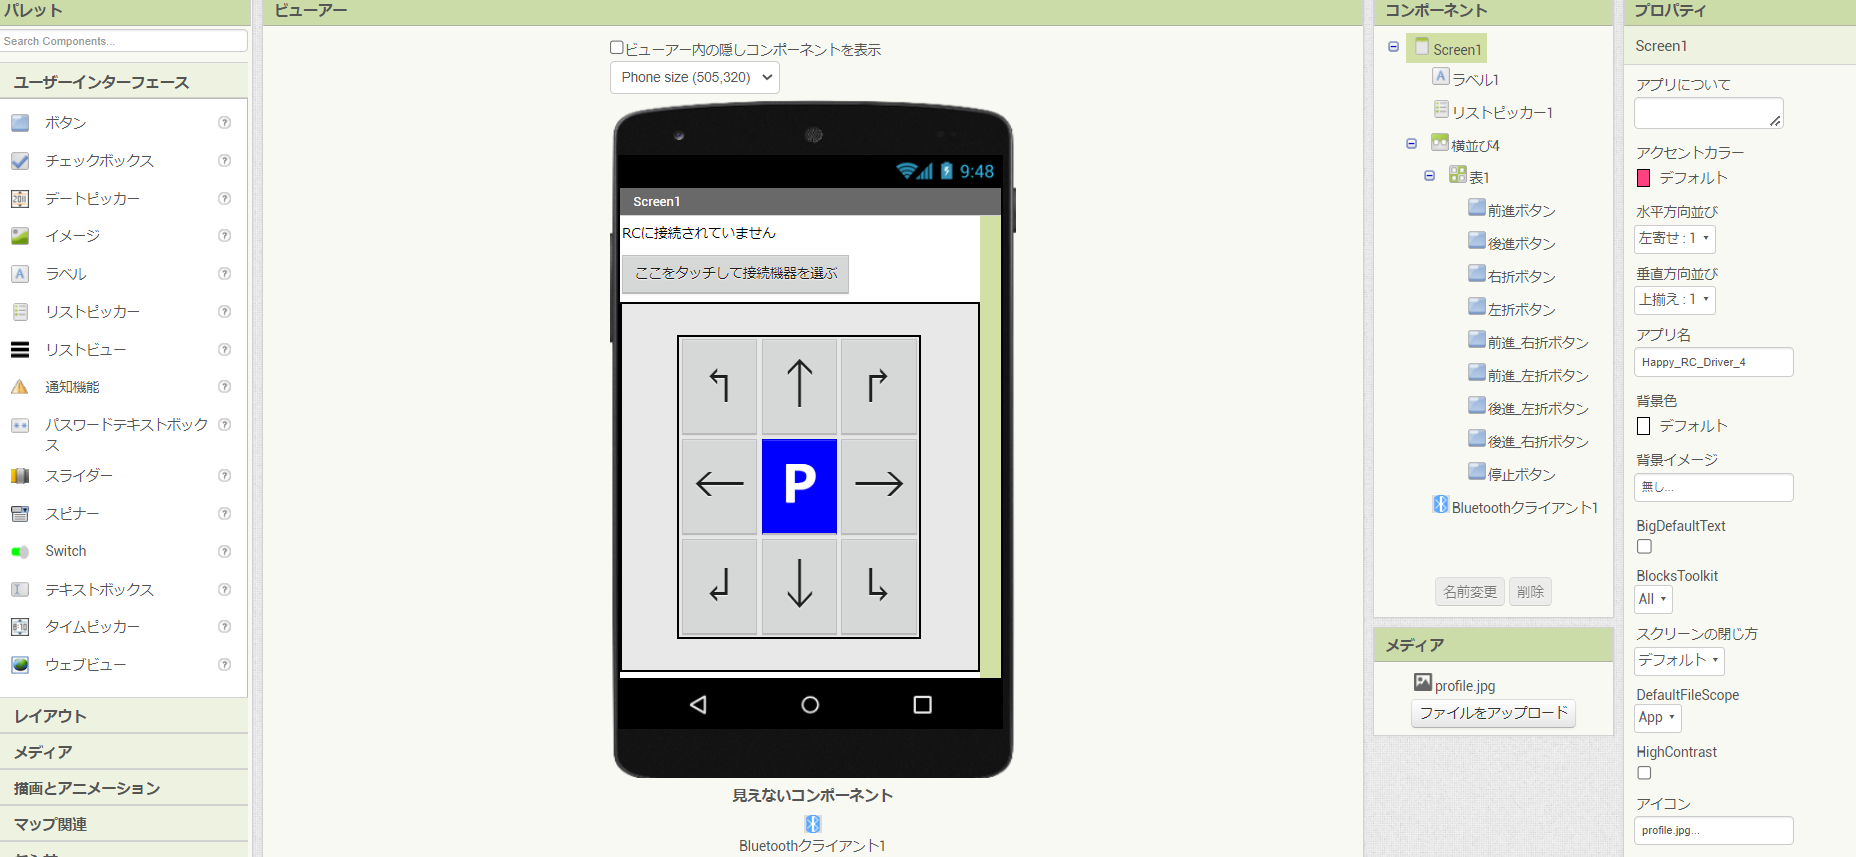 パレット
Search Components...
ユーザーインターフェース
ボタン
チェックボックス
デートピッカー
イメージ
ラベル
リストピッカー
リストビュー
通知機能
パスワードテキストボック
ス
スライダー
スピナー
Switch
テキストボックス
タイムピッカー
ウェブビュー
レイアウト
メディア
描画とアニメーション
マップ関連
ビューアー
ビューアー内の隠しコンポーネントを表示
Phone size (505,320)
9:48
Screen1
RCに接続されていません
ここをタッチして接続機器を選ぶ
↰ ↑ ↱
← P →
↲ ↓ ↳
見えないコンポーネント
Bluetoothクライアント1
コンポーネント
Screen1
ラベル1
リストピッカー1
横並び4
表1
前進ボタン
後進ボタン
右折ボタン
左折ボタン
前進_右折ボタン
前進_左折ボタン
後進_左折ボタン
後進_右折ボタン
停止ボタン
Bluetoothクライアント1
名前変更 削除
メディア
profile.jpg
ファイルをアップロード
プロパティ
Screen1
アプリについて
アクセントカラー
デフォルト
水平方向並び
左寄せ : 1
垂直方向並び
上揃え : 1
アプリ名
Happy_RC_Driver_4
背景色
デフォルト
背景イメージ
無し...
BigDefaultText
BlocksToolkit
All
スクリーンの閉じ方
デフォルト
DefaultFileScope
App
HighContrast
アイコン
profile.jpg...